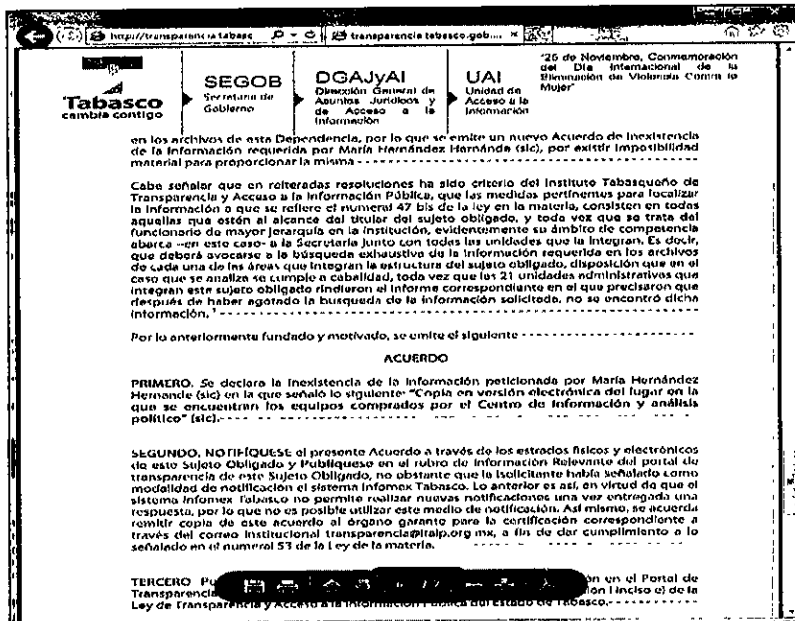 http://transparencia.tabasc
transparencia.tabasco.gob....
Tabasco
cambia contigo
SEGOB
Secretaría de
Gobierno
DGAJyAI
Dirección General de
Asuntos Jurídicos y
de Acceso a la
Información
UAI
Unidad de
Acceso a la
Información
"25 de Noviembre, Conmemoración
del Día Internacional de la
Eliminación de Violencia Contra la
Mujer"
en los archivos de esta Dependencia, por lo que se emite un nuevo Acuerdo de Inexistencia
de la Información requerida por María Hernández Hernánde (sic), por existir imposibilidad
material para proporcionar la misma - - - - - - - - - - - - - - - - - - - - - - - - - - - - - - - - - - - - - - - -
Cabe señalar que en reiteradas resoluciones ha sido criterio del Instituto Tabasqueño de
Transparencia y Acceso a la Información Pública, que las medidas pertinentes para localizar
la información a que se refiere el numeral 47 bis de la ley en la materia, consisten en todas
aquellas que estén al alcance del titular del sujeto obligado, y toda vez que se trata del
funcionario de mayor jerarquía en la institución, evidentemente su ámbito de competencia
abarca --en este caso- a la Secretaría junto con todas las unidades que la integran. Es decir,
que deberá avocarse a la búsqueda exhaustiva de la información requerida en los archivos
de cada una de las áreas que integran la estructura del sujeto obligado, disposición que en el
caso que se analiza se cumple a cabalidad, toda vez que las 21 unidades administrativas que
integran este sujeto obligado rindieron el informe correspondiente en el que precisaron que
después de haber agotado la busqueda de la información solicitada, no se encontró dicha
información. ¹ - - - - - - - - - - - - - - - - - - - - - - - - - - - - - - - - - - - - - - - - - - - -
Por lo anteriormente fundado y motivado, se emite el siguiente - - - - - - - - - - - - - - - - - -
ACUERDO
PRIMERO. Se declara la Inexistencia de la Información peticionada por María Hernández
Hernande (sic) en la que señaló lo siguiente: "Copia en versión electrónica del lugar en la
que se encuentran los equipos comprados por el Centro de Información y análisis
político" (sic).- - - - - - - - - - - - - - - - - - - - - - - - - - - - - - - - - - - -
SEGUNDO. NOTIFÍQUESE el presente Acuerdo a través de los estrados físicos y electrónicos
de este Sujeto Obligado y Publíquese en el rubro de Información Relevante del portal de
transparencia de este Sujeto Obligado, no obstante que la isolicitante había señalado como
modalidad de notificación el sistema Infomex Tabasco. Lo anterior es así, en virtud de que el
sistema Infomex Tabasco no permite realizar nuevas notificaciones una vez entregada una
respuesta, por lo que no es posible utilizar este medio de notificación. Así mismo, se acuerda
remitir copia de este acuerdo al órgano garante para la certificación correspondiente a
través del correo institucional transparencia@itaip.org.mx, a fin de dar cumplimiento a lo
señalado en el numeral 53 de la Ley de la materia. - - - - - - - - - - - - - -
TERCERO ón en el Portal de
Transparencia ión I inciso e) de la
Ley de Transparencia y Acceso a la Información Pública del Estado de Tabasco.- - - - - - - -